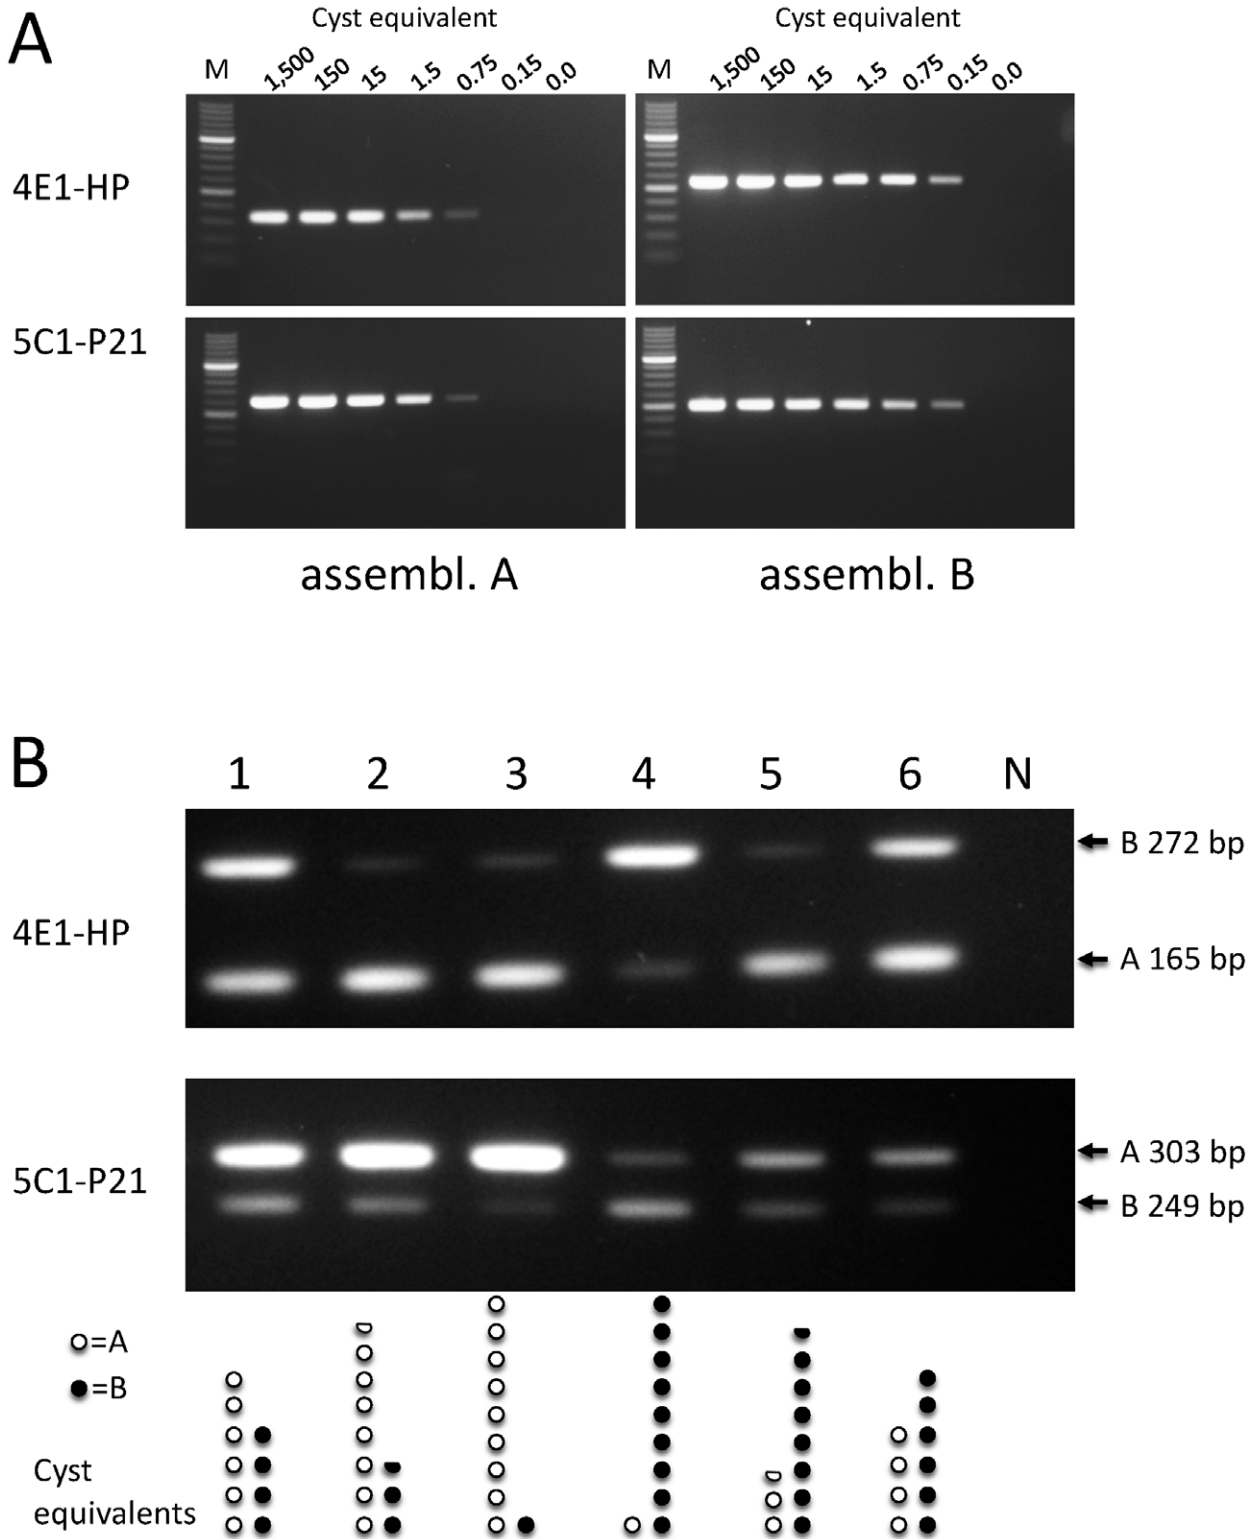 A
Cyst equivalent
Cyst equivalent
M 1,500 150 15 1.5 0.75 0.15 0.0
M 1,500 150 15 1.5 0.75 0.15 0.0
4E1-HP
5C1-P21
assembl. A
assembl. B
B
1 2 3 4 5 6 N
B 272 bp
4E1-HP
A 165 bp
A 303 bp
5C1-P21
B 249 bp
=A
=B
Cyst
equivalents